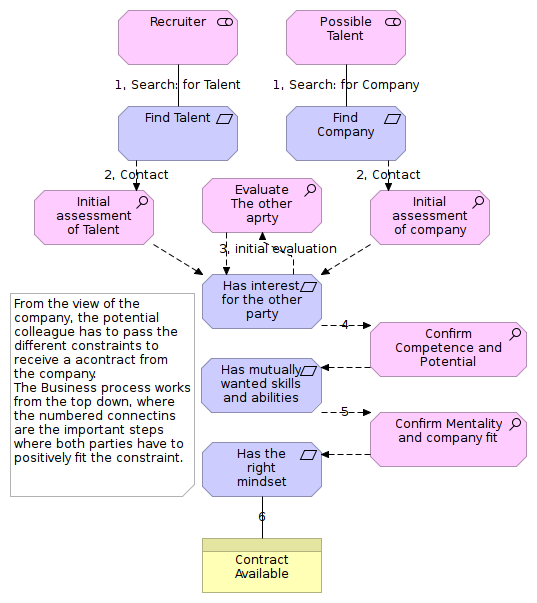 Recruiter
Possible
Talent
1, Search: for Talent
1, Search: for Company
Find Talent
Find
Company
2, Contact
2, Contact
Initial
assessment
of Talent
Evaluate
The other
aprty
Initial
assessment
of company
3, initial evaluation
Has interest
for the other
party
From the view of the
company, the potential
colleague has to pass the
different constraints to
receive a acontract from
the company.
The Business process works
from the top down, where
the numbered connectins
are the important steps
where both parties have to
positively fit the constraint.
4
Confirm
Competence and
Potential
Has mutually
wanted skills
and abilities
5
Confirm Mentality
and company fit
Has the
right
mindset
6
Contract
Available